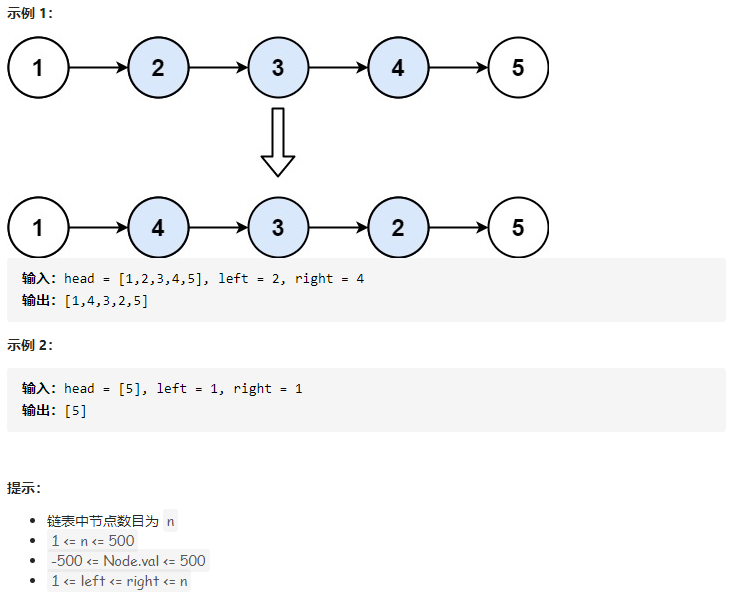 示例 1：
1 2 3 4 5
1 4 3 2 5
输入：head = [1,2,3,4,5], left = 2, right = 4
输出：[1,4,3,2,5]
示例 2：
输入：head = [5], left = 1, right = 1
输出：[5]
提示：
链表中节点数目为 n
1 <= n <= 500
-500 <= Node.val <= 500
1 <= left <= right <= n